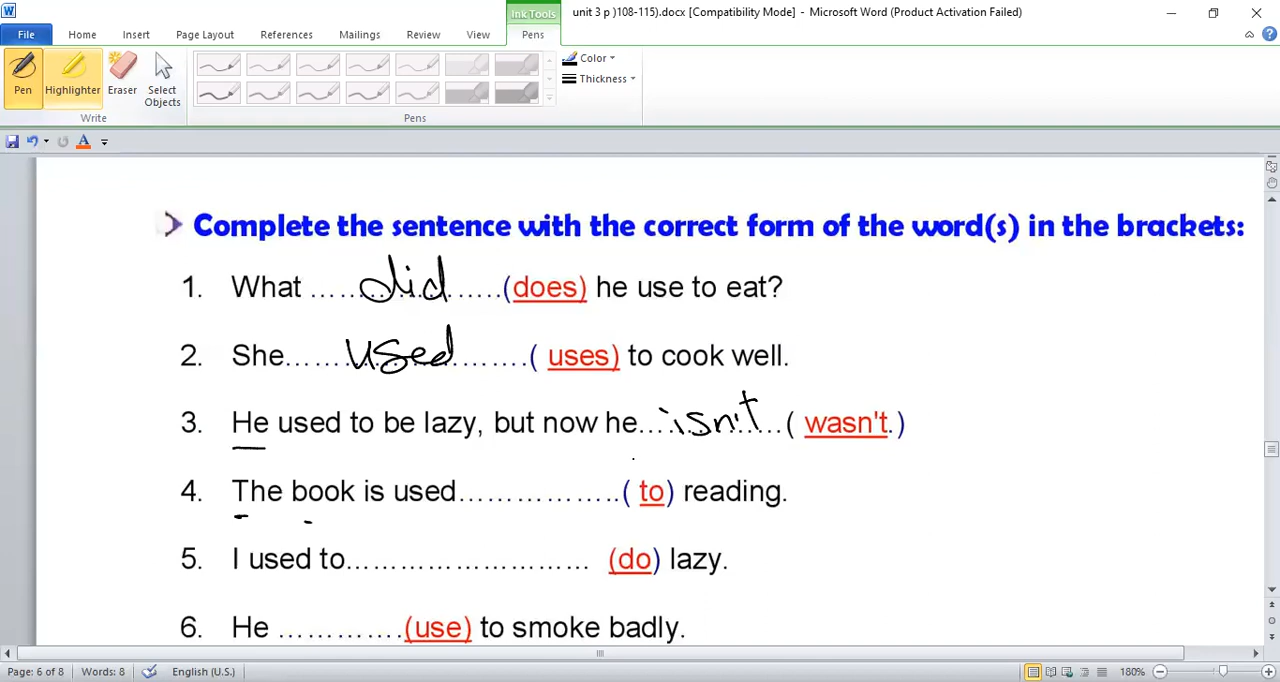 Ink Tools
unit 3 p )108-115).docx [Compatibility Mode] - Microsoft Word (Product Activation Failed)
File Home Insert Page Layout References Mailings Review View Pens
Pen Highlighter Eraser Select Objects
Color
Thickness
Write Pens
Complete the sentence with the correct form of the word(s) in the brackets:
1. What ....did......(does) he use to eat?
2. She......used.......( uses) to cook well.
3. He used to be lazy, but now he...isn't......( wasn't.)
4. The book is used................( to) reading.
5. I used to........................ (do) lazy.
6. He .............(use) to smoke badly.
Page: 6 of 8 Words: 8 English (U.S.) 180%